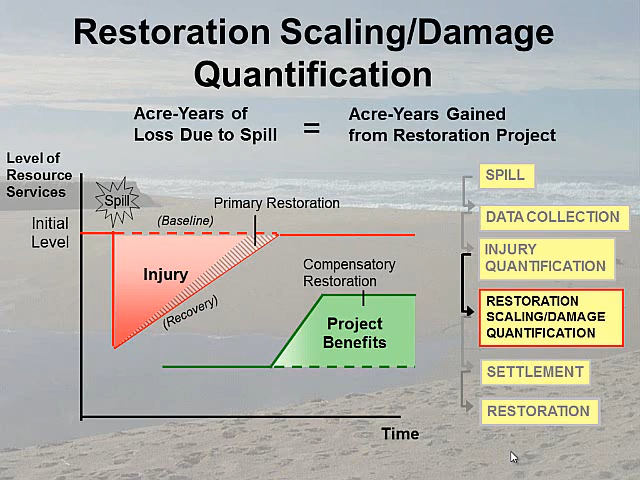 Restoration Scaling/Damage
Quantification
Acre-Years of
Loss Due to Spill
=
Acre-Years Gained
from Restoration Project
Level of
Resource
Services
Spill
(Baseline)
Primary Restoration
Initial
Level
Injury
(Recovery)
Compensatory
Restoration
Project
Benefits
Time
SPILL
DATA COLLECTION
INJURY
QUANTIFICATION
RESTORATION
SCALING/DAMAGE
QUANTIFICATION
SETTLEMENT
RESTORATION